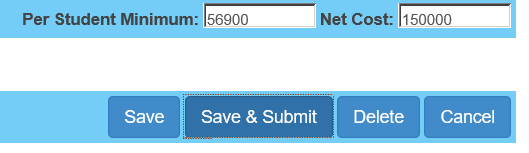 Per Student Minimum: 56900 Net Cost: 150000
Save Save & Submit Delete Cancel